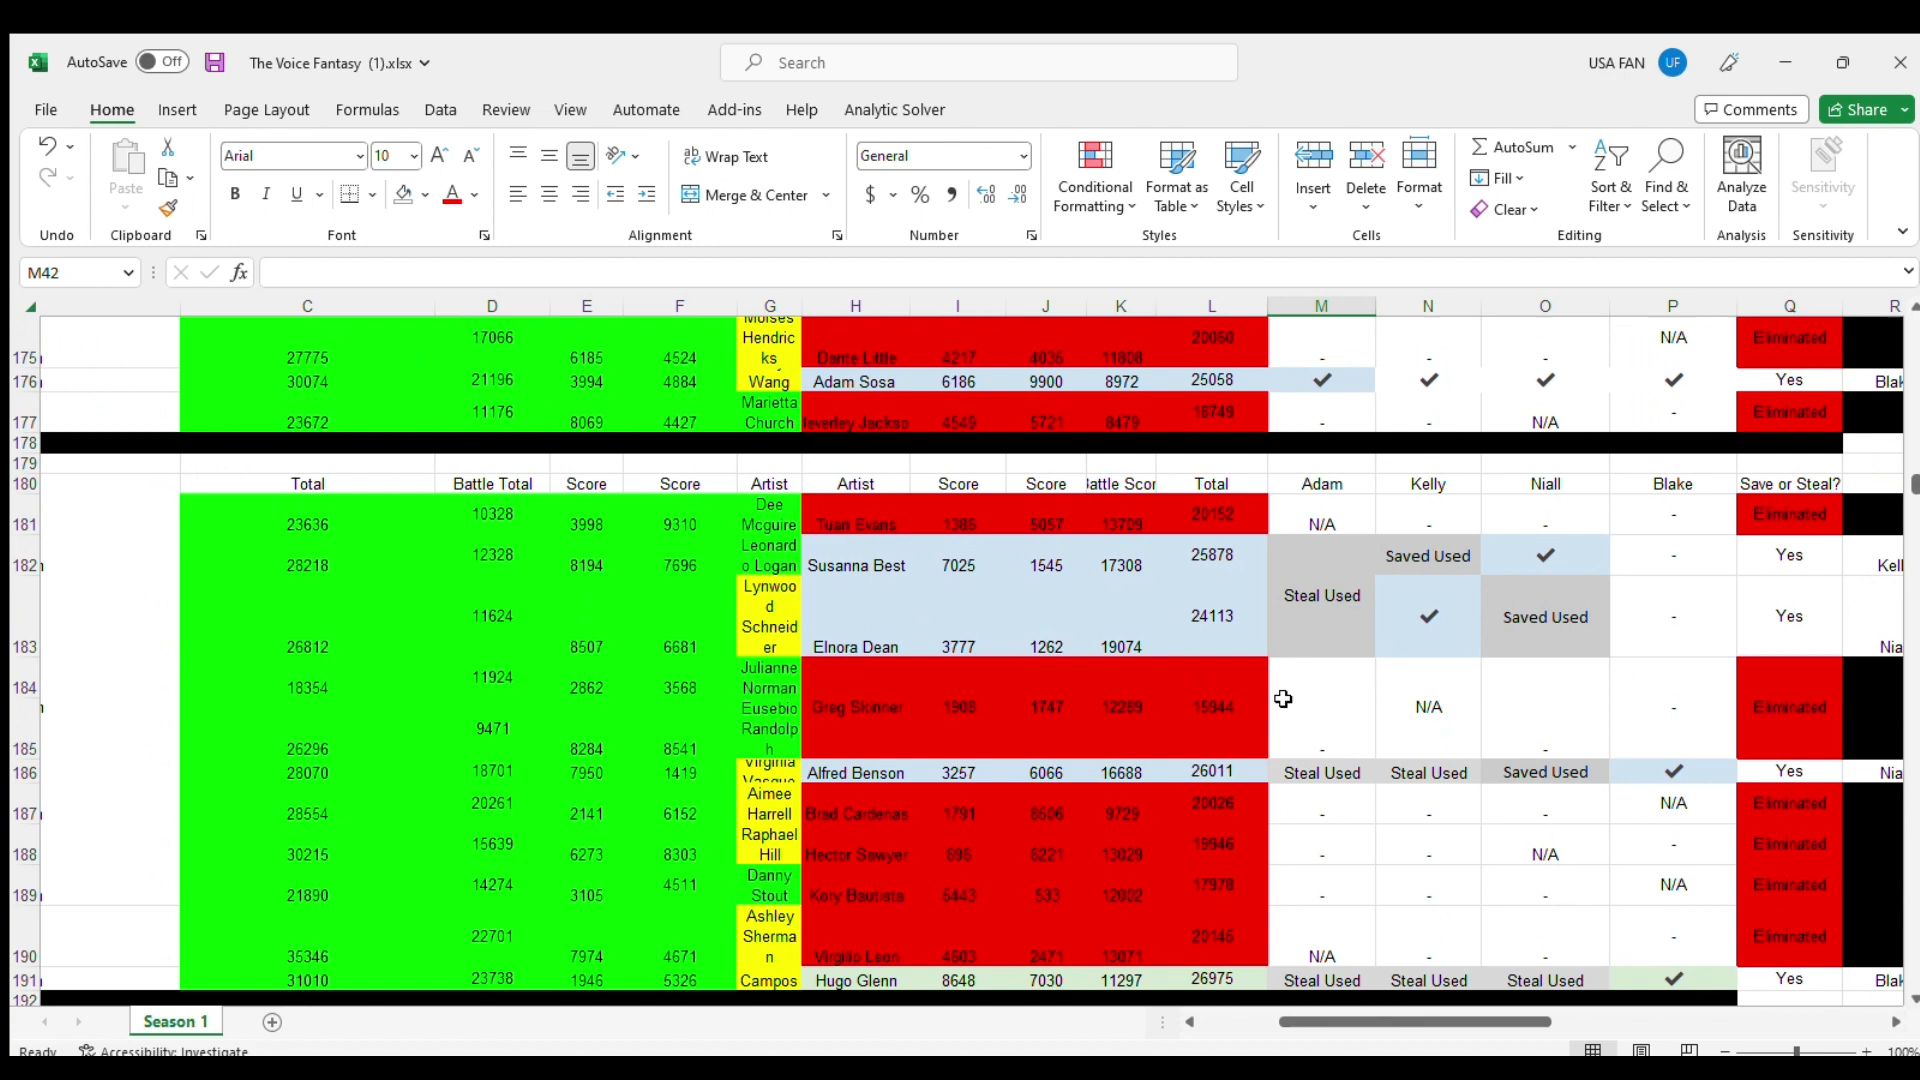 AutoSave Off The Voice Fantasy (1).xlsx Search USA FAN UF
File Home Insert Page Layout Formulas Data Review View Automate Add-ins Help Analytic Solver Comments Share
Arial 10 Wrap Text General AutoSum
Paste Conditional Formatting Format as Table Cell Styles Insert Delete Format Fill Sort & Filter Find & Select Analyze Data Sensitivity
B I U Merge & Center $ % Clear
Undo Clipboard Font Alignment Number Styles Cells Editing Analysis Sensitivity
M42 fx
C D E F G H I J K L M N O P Q R
175 27775 17066 6185 4524 Moises Hendricks Dante Little 4217 4036 11808 20060 - - - N/A Eliminated
176 30074 21196 3994 4884 Wang Adam Sosa 6186 9900 8972 25058 ✔ ✔ ✔ ✔ Yes Blak
177 23672 11176 8069 4427 Marietta Church Beverley Jackso 4549 5721 8479 18749 - - N/A - Eliminated
178
179
180 Total Battle Total Score Score Artist Artist Score Score attle Scor Total Adam Kelly Niall Blake Save or Steal?
181 23636 10328 3998 9310 Dee Mcguire Tuan Evans 1386 5057 13709 20152 N/A - - - Eliminated
182 28218 12328 8194 7696 Leonardo Logan Susanna Best 7025 1545 17308 25878 Steal Used Saved Used ✔ - Yes Kell
183 26812 11624 8507 6681 Lynwood Schneider Elnora Dean 3777 1262 19074 24113 ✔ Saved Used - Yes Nia
184 18354 11924 2862 3568 Julianne Norman Greg Skinner 1908 1747 12289 15944 - N/A - - Eliminated
185 26296 9471 8284 8541 Eusebio Randolph
186 28070 18701 7950 1419 Virginia Alfred Benson 3257 6066 16688 26011 Steal Used Steal Used Saved Used ✔ Yes Nia
187 28554 20261 2141 6152 Aimee Harrell Brad Cardenas 1791 8506 9729 20026 - - - N/A Eliminated
188 30215 15639 6273 8303 Raphael Hill Hector Sawyer 696 6221 13029 19946 - - N/A - Eliminated
189 21890 14274 3105 4511 Danny Stout Kory Bautista 5443 533 12002 17978 - - - N/A Eliminated
190 35346 22701 7974 4671 Ashley Sherman Virgilio Leon 4603 2471 13071 20145 N/A - - - Eliminated
191 31010 23738 1946 5326 Campos Hugo Glenn 8648 7030 11297 26975 Steal Used Steal Used Steal Used ✔ Yes Blak
192
Season 1
Ready Accessibility: Investigate 100%